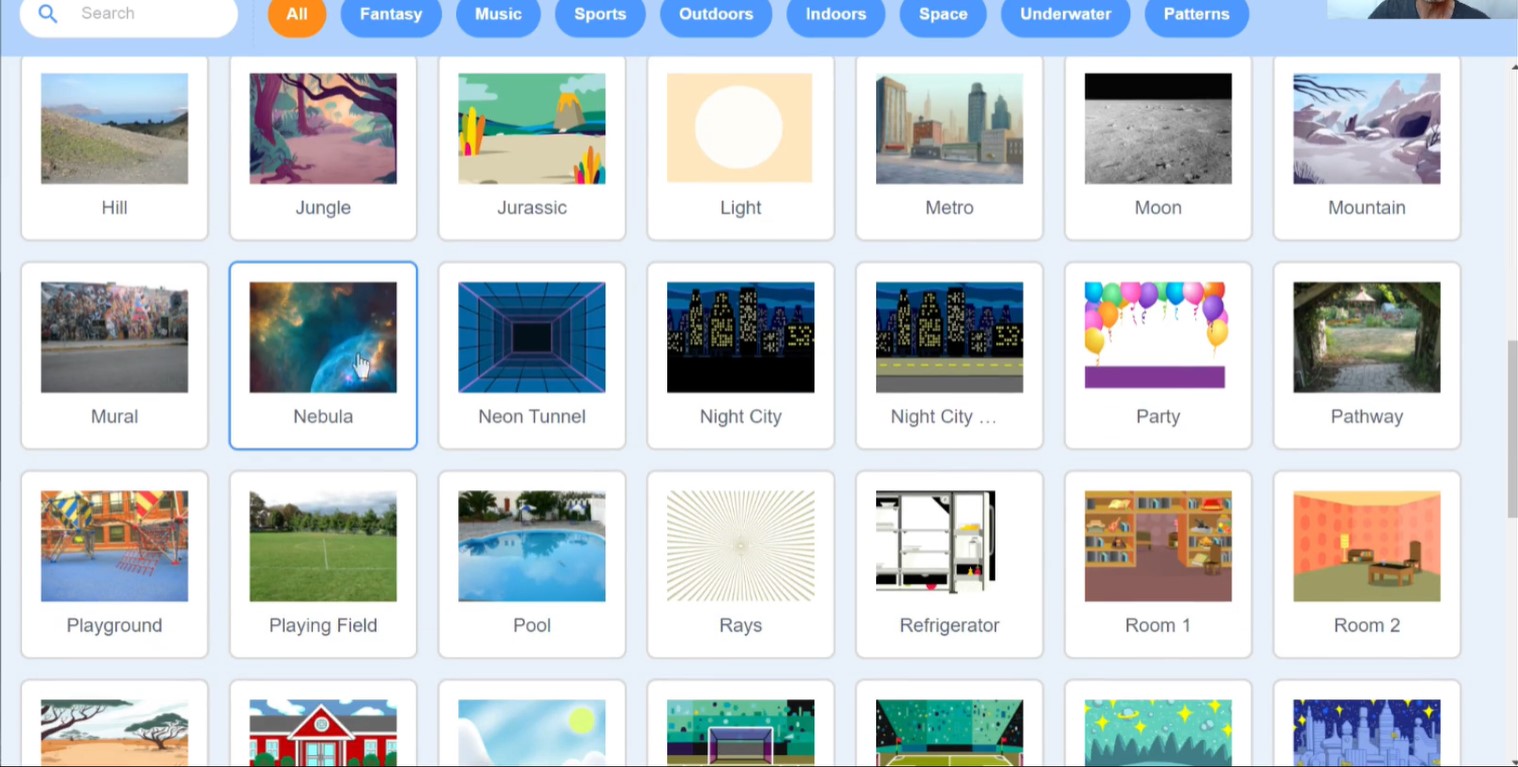 Search All Fantasy Music Sports Outdoors Indoors Space Underwater Patterns
Hill Jungle Jurassic Light Metro Moon Mountain
Mural Nebula Neon Tunnel Night City Night City ... Party Pathway
Playground Playing Field Pool Rays Refrigerator Room 1 Room 2